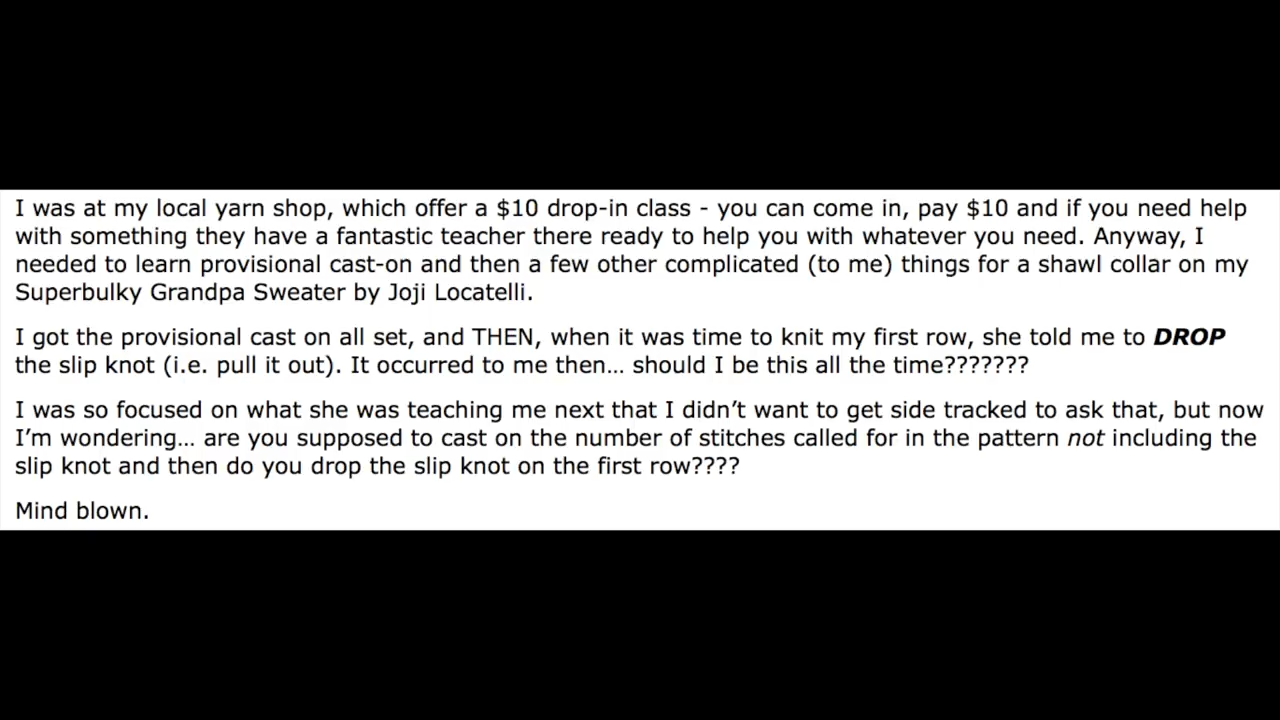 I was at my local yarn shop, which offer a $10 drop-in class - you can come in, pay $10 and if you need help
with something they have a fantastic teacher there ready to help you with whatever you need. Anyway, I
needed to learn provisional cast-on and then a few other complicated (to me) things for a shawl collar on my
Superbulky Grandpa Sweater by Joji Locatelli.
I got the provisional cast on all set, and THEN, when it was time to knit my first row, she told me to DROP
the slip knot (i.e. pull it out). It occurred to me then… should I be this all the time???????
I was so focused on what she was teaching me next that I didn’t want to get side tracked to ask that, but now
I’m wondering… are you supposed to cast on the number of stitches called for in the pattern not including the
slip knot and then do you drop the slip knot on the first row????
Mind blown.